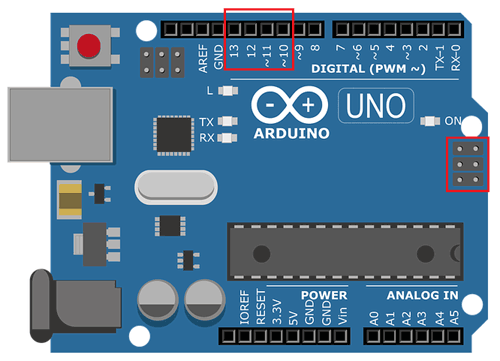 AREF
GND
13
12
~11
~10
~9
8
7
~6
~5
4
~3
2
TX-1
RX-0
DIGITAL (PWM ~)
L
TX
RX
ARDUINO
UNO
ON
IOREF
RESET
3.3V
5V
GND
GND
Vin
POWER
ANALOG IN
A0
A1
A2
A3
A4
A5